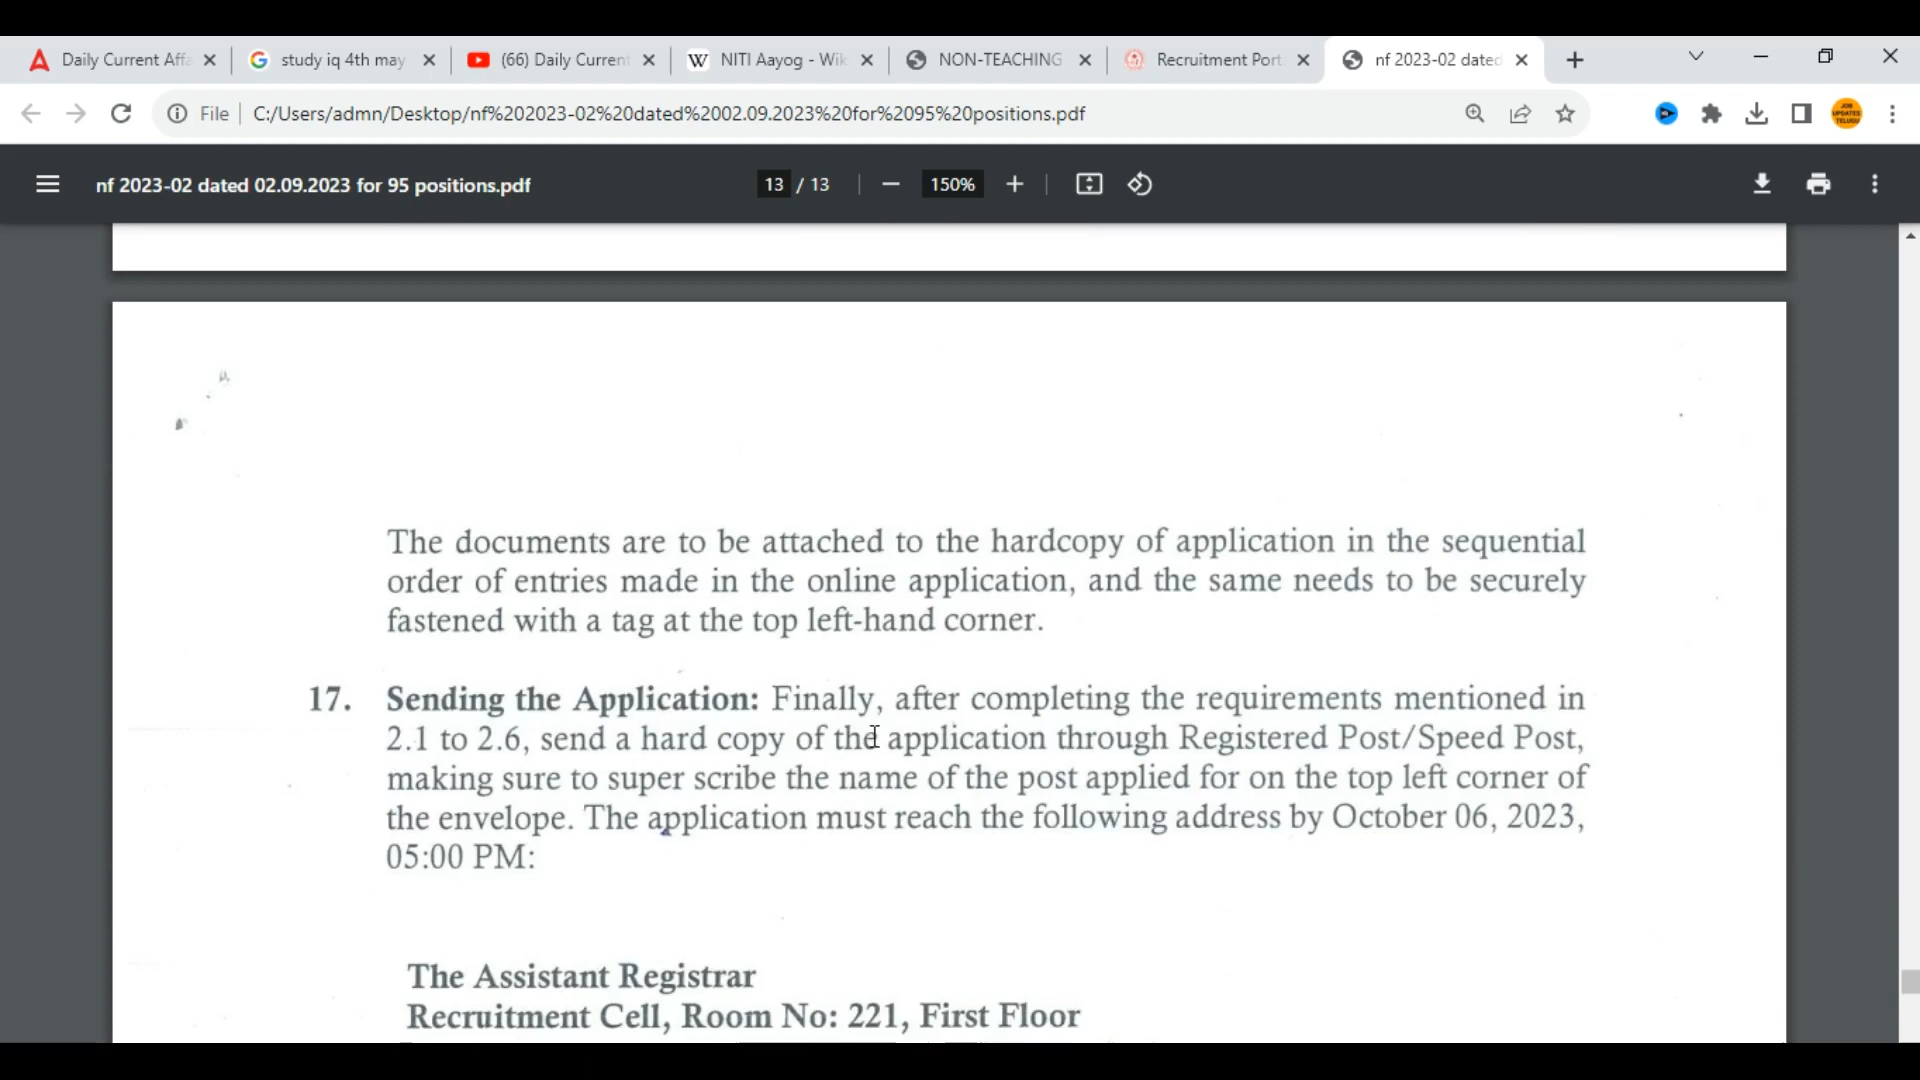 Daily Current Affa
study iq 4th may
(66) Daily Current
W NITI Aayog - Wik
NON-TEACHING
Recruitment Port
nf 2023-02 dated
File
C:/Users/admn/Desktop/nf%202023-02%20dated%2002.09.2023%20for%2095%20positions.pdf
JOB UPDATES TELUGU
nf 2023-02 dated 02.09.2023 for 95 positions.pdf
13 / 13
150%
The documents are to be attached to the hardcopy of application in the sequential
order of entries made in the online application, and the same needs to be securely
fastened with a tag at the top left-hand corner.
17. Sending the Application: Finally, after completing the requirements mentioned in
2.1 to 2.6, send a hard copy of the application through Registered Post/Speed Post,
making sure to super scribe the name of the post applied for on the top left corner of
the envelope. The application must reach the following address by October 06, 2023,
05:00 PM:
The Assistant Registrar
Recruitment Cell, Room No: 221, First Floor